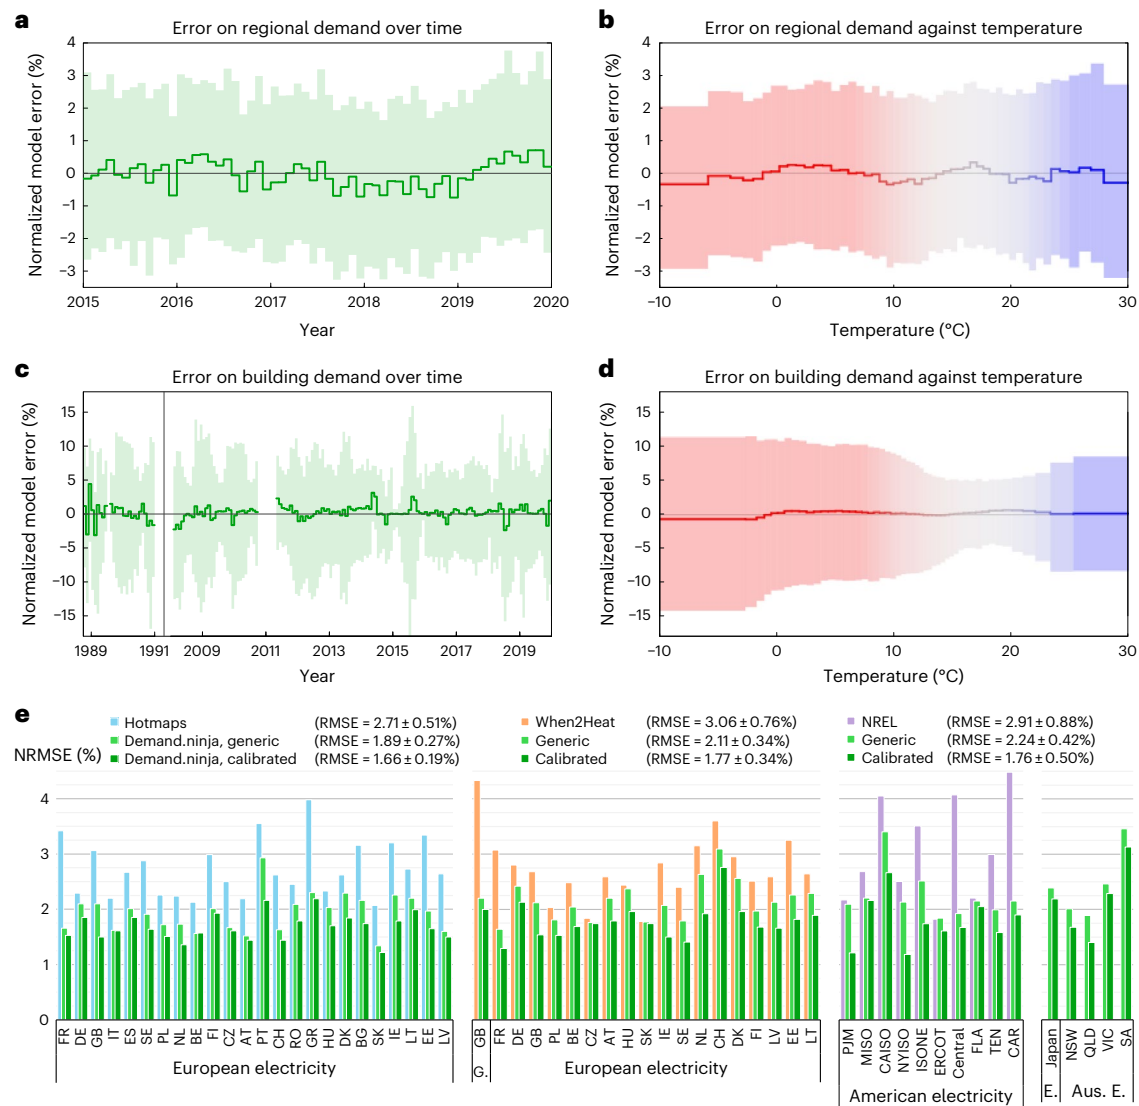 a
Error on regional demand over time
Normalized model error (%)
4
3
2
1
0
−1
−2
−3
2015 2016 2017 2018 2019 2020
Year
b
Error on regional demand against temperature
Normalized model error (%)
4
3
2
1
0
−1
−2
−3
−10 0 10 20 30
Temperature (°C)
c
Error on building demand over time
Normalized model error (%)
15
10
5
0
−5
−10
−15
1989 1991 2009 2011 2013 2015 2017 2019
Year
d
Error on building demand against temperature
Normalized model error (%)
15
10
5
0
−5
−10
−15
−10 0 10 20 30
Temperature (°C)
e
Hotmaps (RMSE = 2.71 ± 0.51%)
Demand.ninja, generic (RMSE = 1.89 ± 0.27%)
Demand.ninja, calibrated (RMSE = 1.66 ± 0.19%)
When2Heat (RMSE = 3.06 ± 0.76%)
Generic (RMSE = 2.11 ± 0.34%)
Calibrated (RMSE = 1.77 ± 0.34%)
NREL (RMSE = 2.91 ± 0.88%)
Generic (RMSE = 2.24 ± 0.42%)
Calibrated (RMSE = 1.76 ± 0.50%)
NRMSE (%)
4
3
2
1
0
FR DE GB IT ES SE PL NL BE FI CZ AT PT CH RO GR HU DK BG SK IE LT EE LV
European electricity
GB
G.
FR DE GB PL BE CZ AT HU SK IE SE NL CH DK FI LV EE LT
European electricity
PJM MISO CAISO NYISO ISONE ERCOT Central FLA TEN CAR
American electricity
Japan
E.
NSW QLD VIC SA
Aus. E.